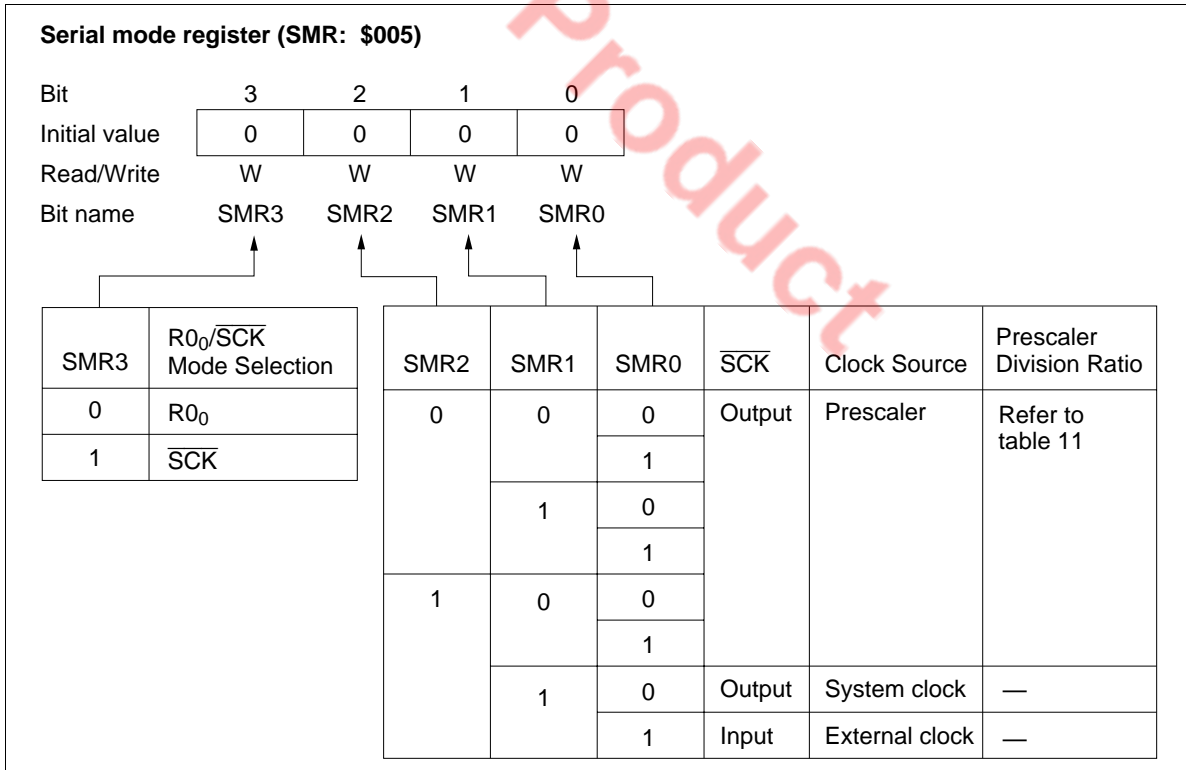 Serial mode register (SMR: $005)
Bit 3 2 1 0
Initial value 0 0 0 0
Read/Write W W W W
Bit name SMR3 SMR2 SMR1 SMR0
SMR3 R0₀/S̅C̅K̅ Mode Selection
0 R0₀
1 S̅C̅K̅
SMR2 SMR1 SMR0 S̅C̅K̅ Clock Source Prescaler Division Ratio
0 0 0 Output Prescaler Refer to table 11
1
1 0
1
1 0 0
1
1 0 Output System clock —
1 Input External clock —
Product